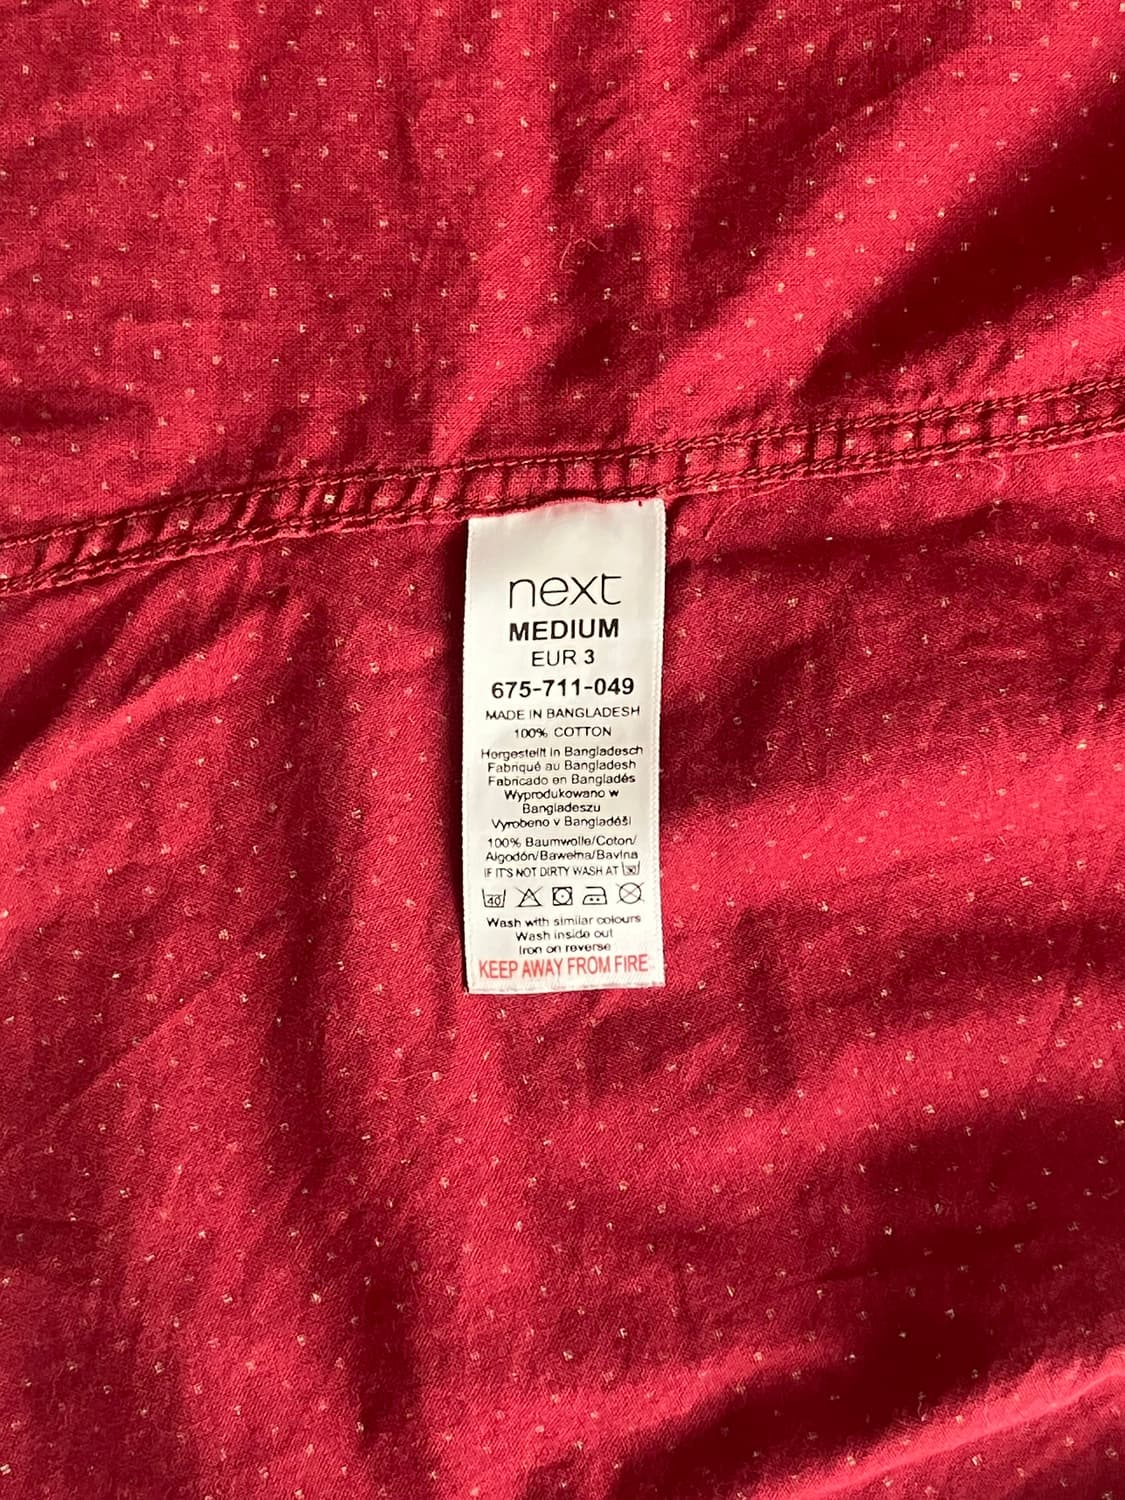 next
MEDIUM
EUR 3
675-711-049
MADE IN BANGLADESH
100% COTTON
Hergestellt in Bangladesch
Fabriqué au Bangladesh
Fabricado en Bangladés
Wyprodukowano w
Bangladeszu
Vyrobeno v Bangladéši
100% Baumwolle/Coton/
Algodón/Bawełna/Bavlna
IF IT'S NOT DIRTY WASH AT 30
40
Wash with similar colours
Wash inside out
Iron on reverse
KEEP AWAY FROM FIRE